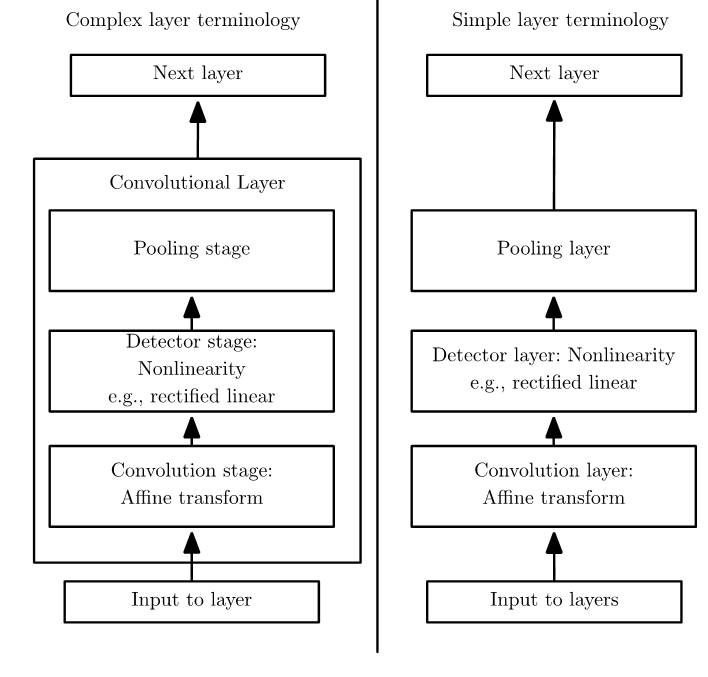 Complex layer terminology
Next layer
Convolutional Layer
Pooling stage
Detector stage:
Nonlinearity
e.g., rectified linear
Convolution stage:
Affine transform
Input to layer
Simple layer terminology
Next layer
Pooling layer
Detector layer: Nonlinearity
e.g., rectified linear
Convolution layer:
Affine transform
Input to layers